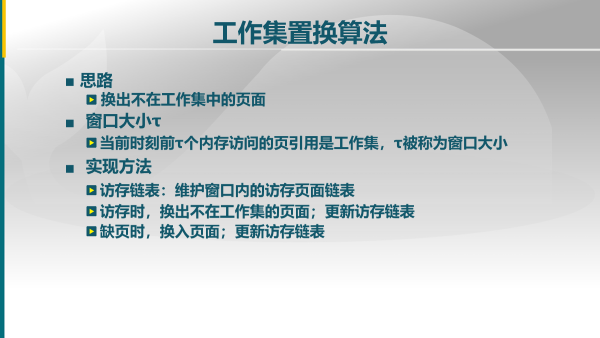 工作集置换算法
思路
换出不在工作集中的页面
窗口大小τ
当前时刻前τ个内存访问的页引用是工作集，τ被称为窗口大小
实现方法
访存链表：维护窗口内的访存页面链表
访存时，换出不在工作集的页面；更新访存链表
缺页时，换入页面；更新访存链表